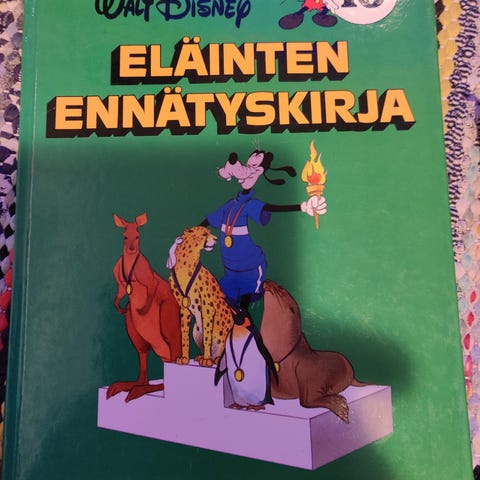 WALT DISNEY
ELÄINTEN
ENNÄTYSKIRJA